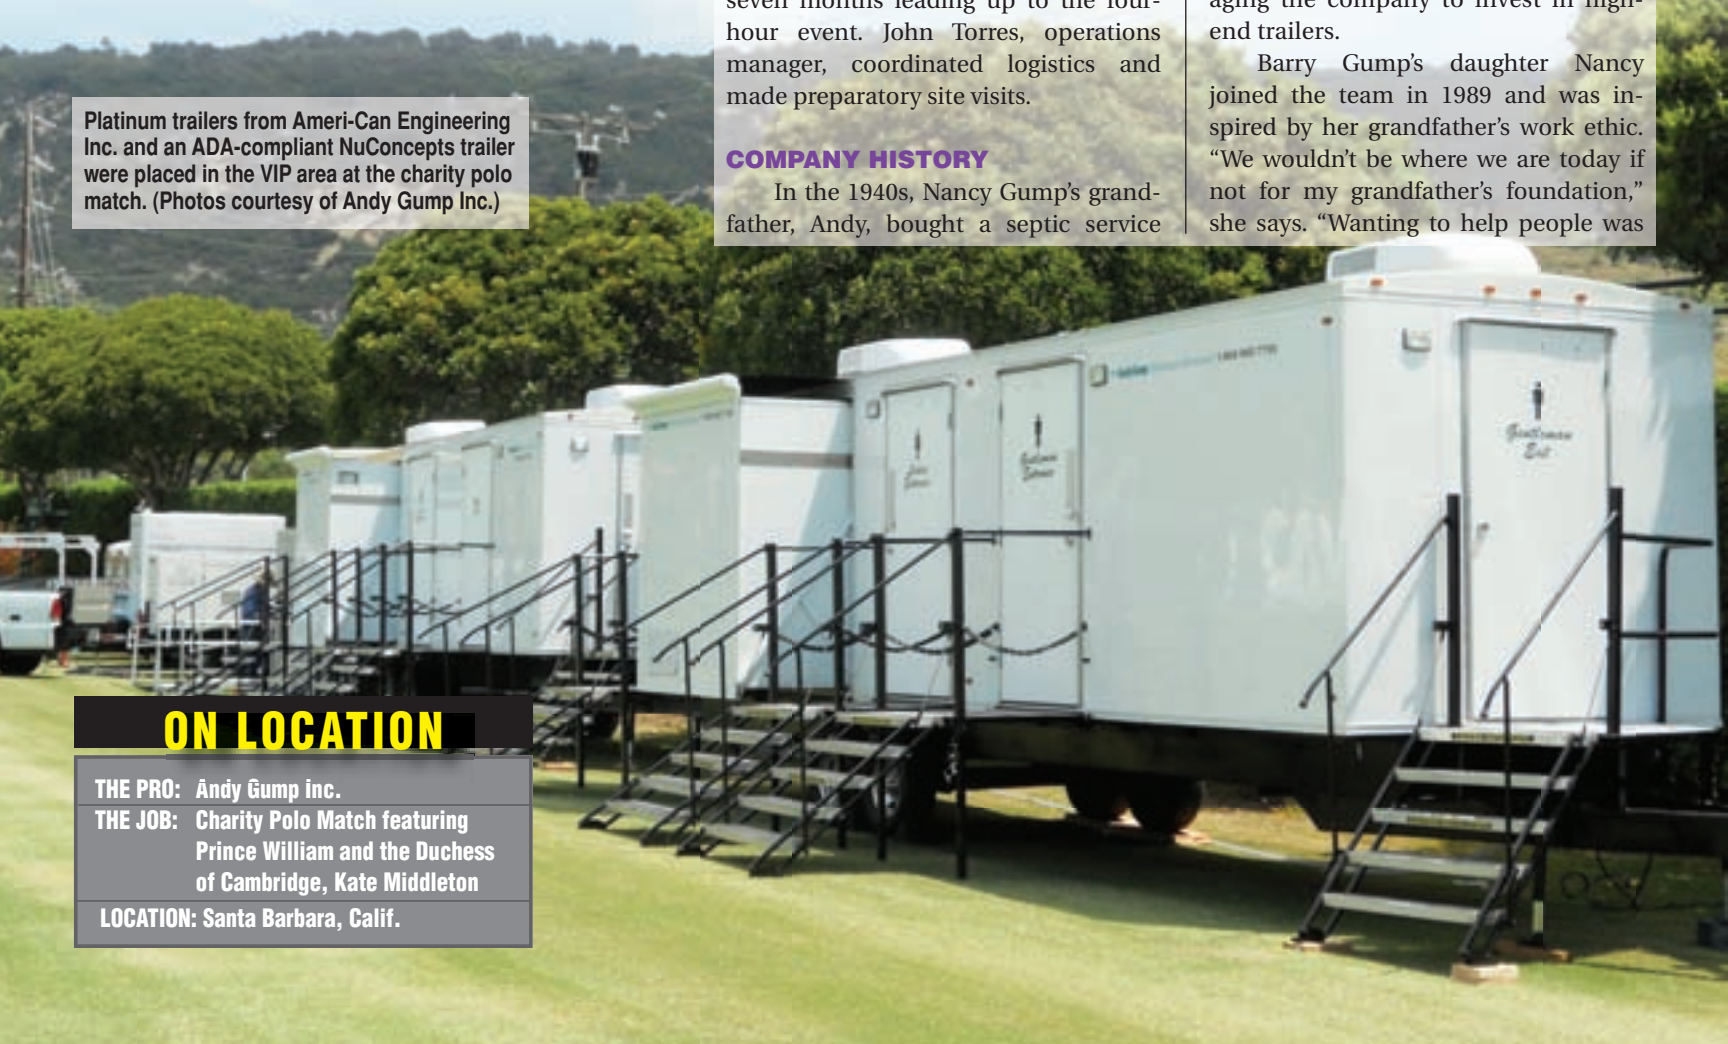 Platinum trailers from Ameri-Can Engineering
Inc. and an ADA-compliant NuConcepts trailer
were placed in the VIP area at the charity polo
match. (Photos courtesy of Andy Gump Inc.)
hour event. John Torres, operations
manager, coordinated logistics and
made preparatory site visits.
COMPANY HISTORY
In the 1940s, Nancy Gump's grand-
father, Andy, bought a septic service
end trailers.
Barry Gump's daughter Nancy
joined the team in 1989 and was in-
spired by her grandfather's work ethic.
“We wouldn't be where we are today if
not for my grandfather's foundation,”
she says. “Wanting to help people was
Gentleman
Exit
ON LOCATION
THE PRO: Andy Gump Inc.
THE JOB: Charity Polo Match featuring
Prince William and the Duchess
of Cambridge, Kate Middleton
LOCATION: Santa Barbara, Calif.